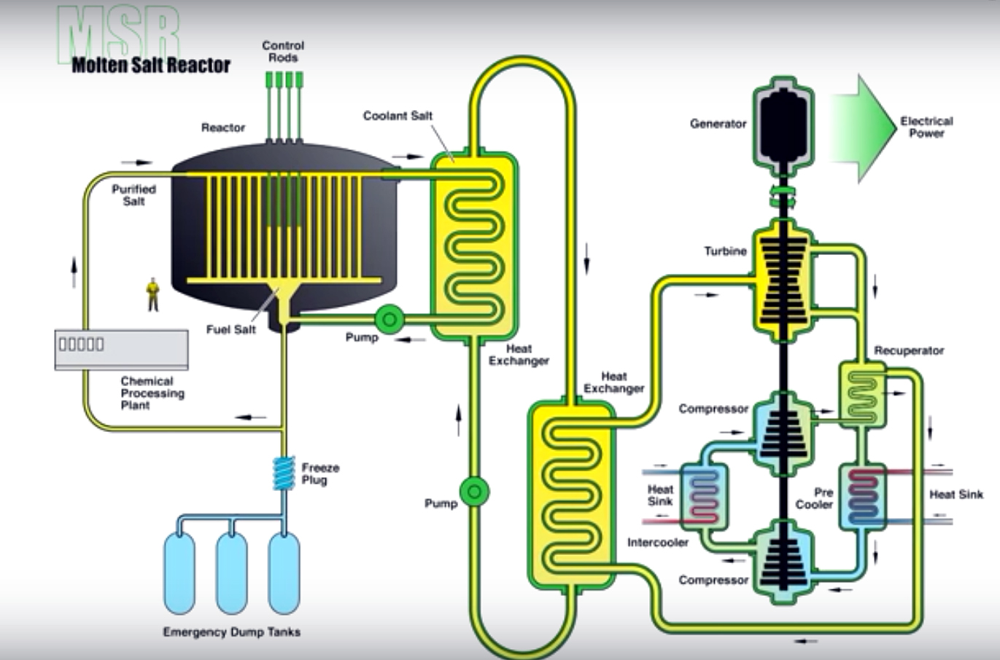 MSR
Molten Salt Reactor
Control
Rods
Reactor
Coolant Salt
Generator
Electrical
Power
Purified
Salt
Turbine
Fuel Salt
Pump
Heat
Exchanger
Recuperator
Chemical
Processing
Plant
Heat
Exchanger
Compressor
Freeze
Plug
Pump
Heat
Sink
Pre
Cooler
Heat Sink
Intercooler
Compressor
Emergency Dump Tanks